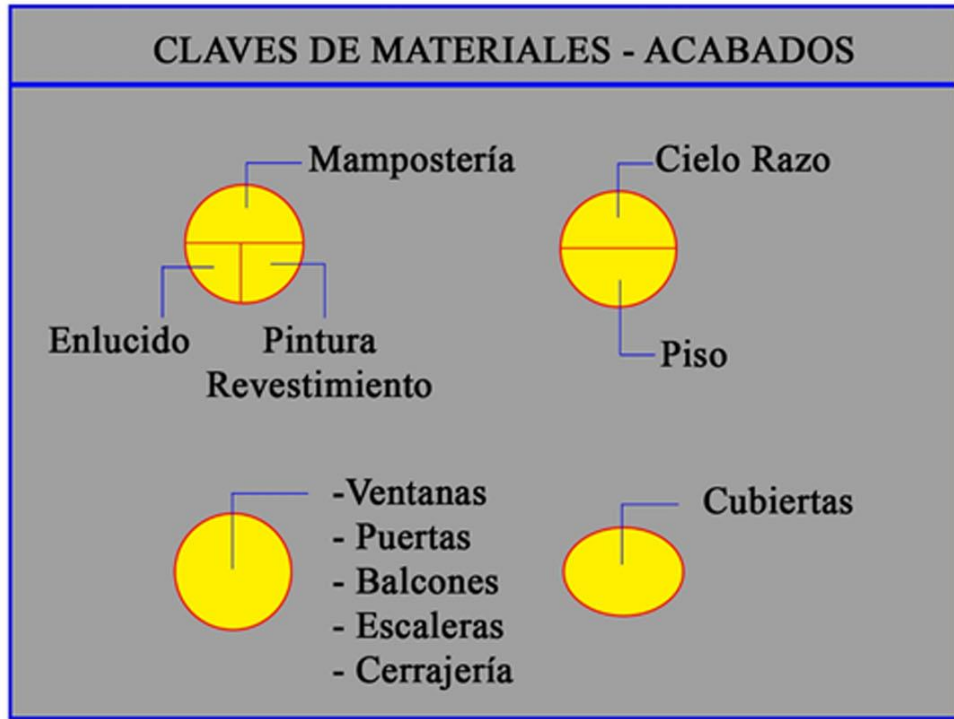 CLAVES DE MATERIALES - ACABADOS
Mampostería
Enlucido
Pintura
Revestimiento
Cielo Razo
Piso
-Ventanas
- Puertas
- Balcones
- Escaleras
- Cerrajería
Cubiertas